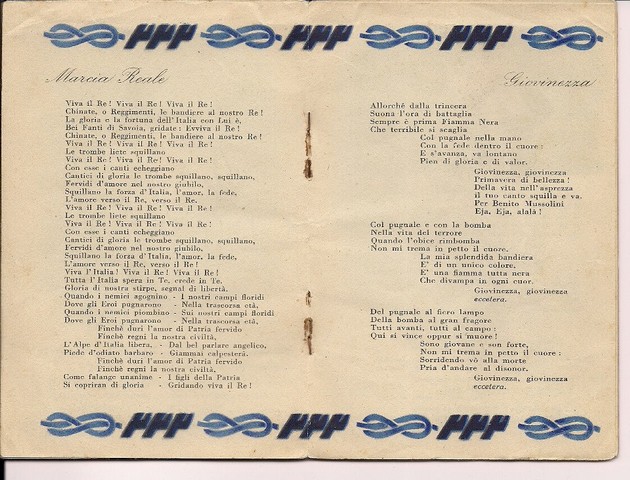 Marcia Reale
Viva il Re! Viva il Re! Viva il Re!
Chinate, o Reggimenti, le bandiere al nostro Re!
La gloria e la fortuna dell'Italia con Lui è,
Bei Fanti di Savoia, gridate: Evviva il Re!
Chinate, o Reggimenti, le bandiere al nostro Re!
Viva il Re! Viva il Re! Viva il Re!
Le trombe liete squillano
Viva il Re! Viva il Re! Viva il Re!
Con esse i canti echeggiano
Cantici di gloria le trombe squillano, squillano,
Fervidi d'amore nel nostro giubilo,
Squillano la forza d'Italia, l'amor, la fede,
L'amore verso il Re, verso il Re.
Viva il Re! Viva il Re! Viva il Re!
Le trombe liete squillano
Viva il Re! Viva il Re! Viva il Re!
Con esse i canti echeggiano
Cantici di gloria le trombe squillano, squillano,
Fervidi d'amore nel nostro giubilo,
Squillano la forza d'Italia, l'amor, la fede,
L'amore verso il Re, verso il Re!
Viva l'Italia! Viva il Re! Viva il Re!
Tutta l'Italia spera in Te, crede in Te,
Gloria di nostra stirpe, segnal di libertà.
Quando i nemici agognino - I nostri campi floridi
Dove gli Eroi pugnarono - Nella trascorsa età,
Quando i nemici piombino - Sui nostri campi floridi
Dove gli Eroi pugnarono - Nella trascorsa età.
Finchè duri l'amor di Patria fervido
Finchè regni la nostra civiltà,
L'Alpe d'Italia libera, - Dal bel parlare angelico,
Piede d'odiato barbaro - Giammai calpesterà.
Finchè duri l'amor di Patria fervido
Finchè regni la nostra civiltà,
Come falange unanime - I figli della Patria
Si copriran di gloria - Gridando viva il Re!
Giovinezza
Allorchè dalla trincera
Suona l'ora di battaglia
Sempre è prima Fiamma Nera
Che terribile si scaglia
Col pugnale nella mano
Con la fede dentro il cuore:
E s'avanza, va lontano
Pien di gloria e di valor.
Giovinezza, giovinezza
Primavera di bellezza!
Della vita nell'asprezza
il tuo canto squilla e va.
Per Benito Mussolini
Eja, Eja, alalà!
Col pugnale e con la bomba
Nella vita del terrore
Quando l'obice rimbomba
Non mi trema in petto il cuore.
La mia splendida bandiera
E' di un unico colore,
E' una fiamma tutta nera
Che divampa in ogni cuor.
Giovinezza, giovinezza
eccetera.
Del pugnale al fiero lampo
Della bomba al gran fragore
Tutti avanti, tutti al campo:
Qui si vince oppur si muore!
Sono giovane e son forte,
Non mi trema in petto il cuore:
Sorridendo vò alla morte
Pria d'andare al disonor.
Giovinezza, giovinezza
eccetera.